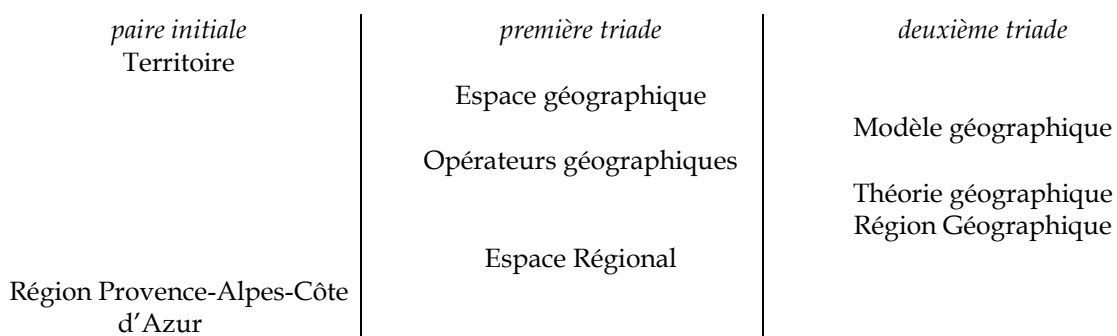 paire initiale première triade deuxième triade
Territoire
Espace géographique
Modèle géographique
Opérateurs géographiques
Théorie géographique
Région Géographique
Espace Régional
Région Provence-Alpes-Côte
d'Azur